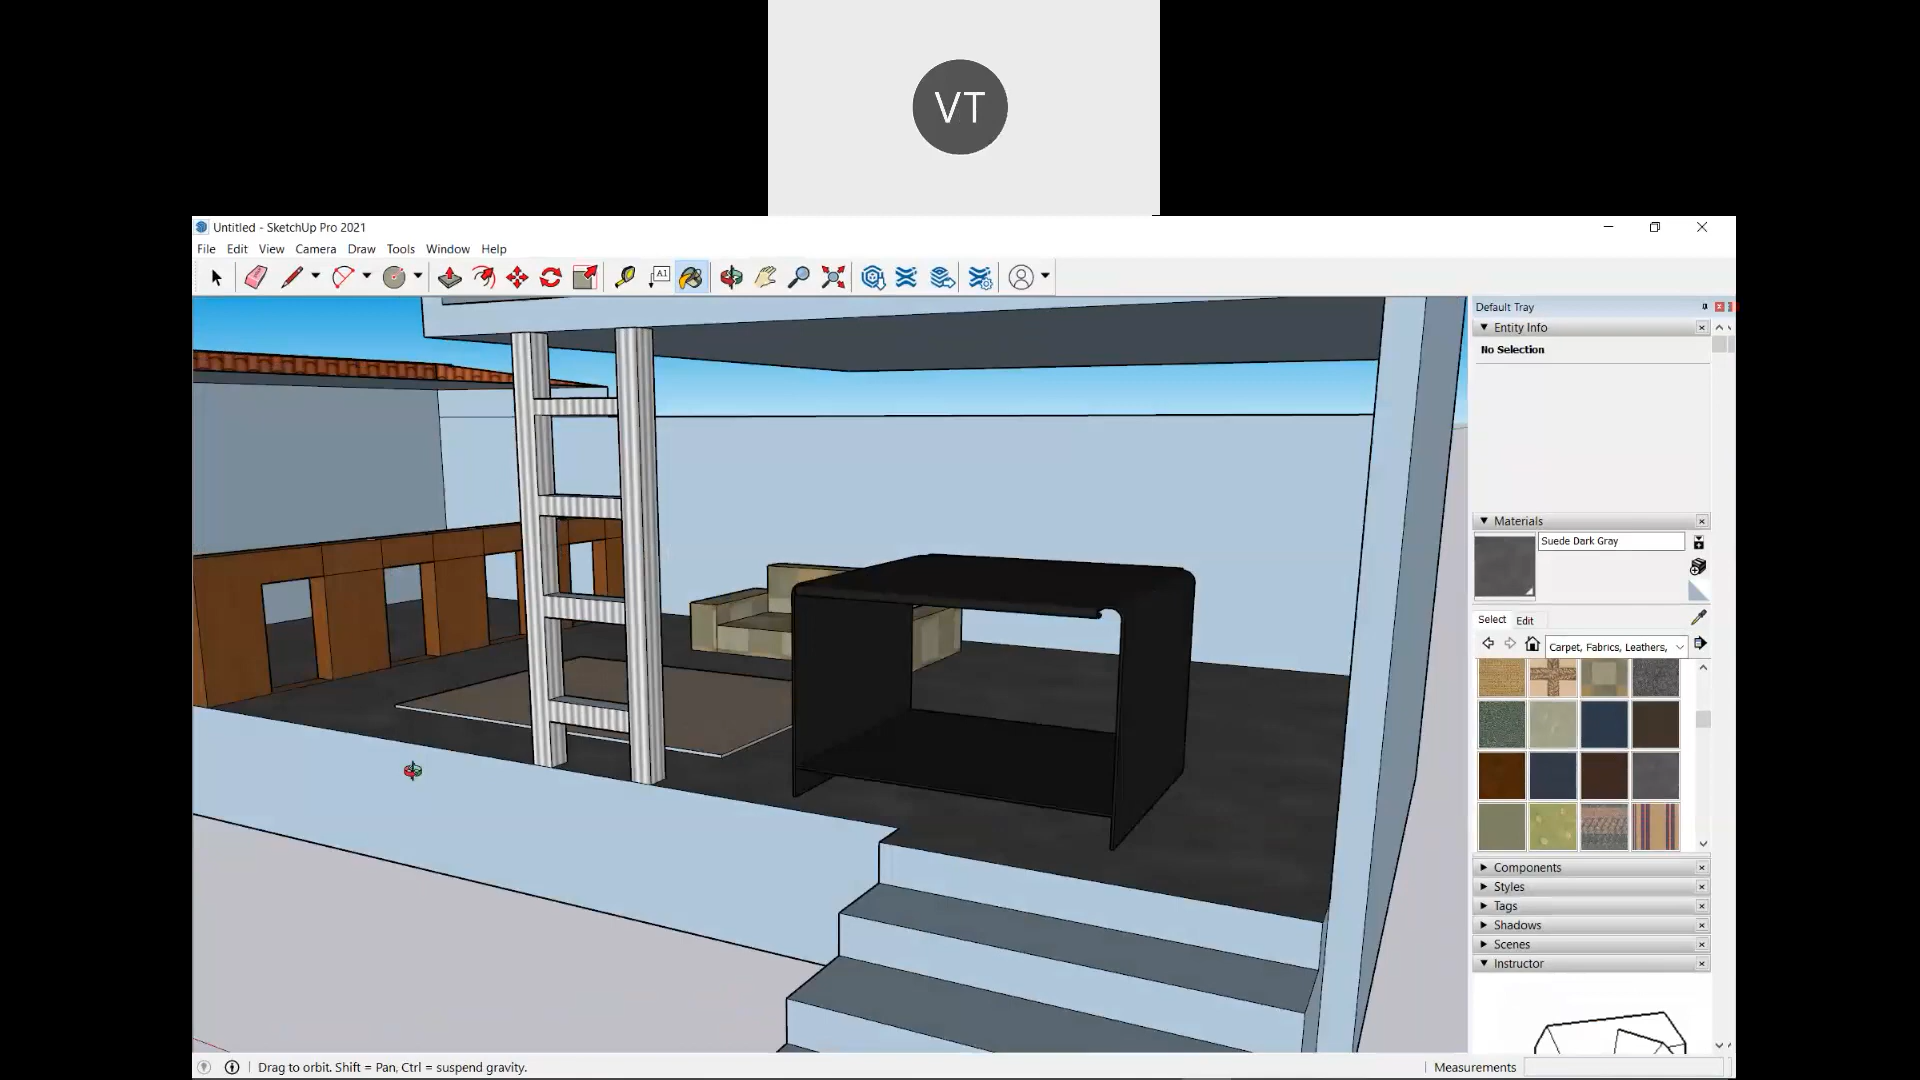 VT
Untitled - SketchUp Pro 2021
File Edit View Camera Draw Tools Window Help
A1
Default Tray
Entity Info
No Selection
Materials
Suede Dark Gray
Select Edit
Carpet, Fabrics, Leathers,
Components
Styles
Tags
Shadows
Scenes
Instructor
Drag to orbit. Shift = Pan, Ctrl = suspend gravity.
Measurements